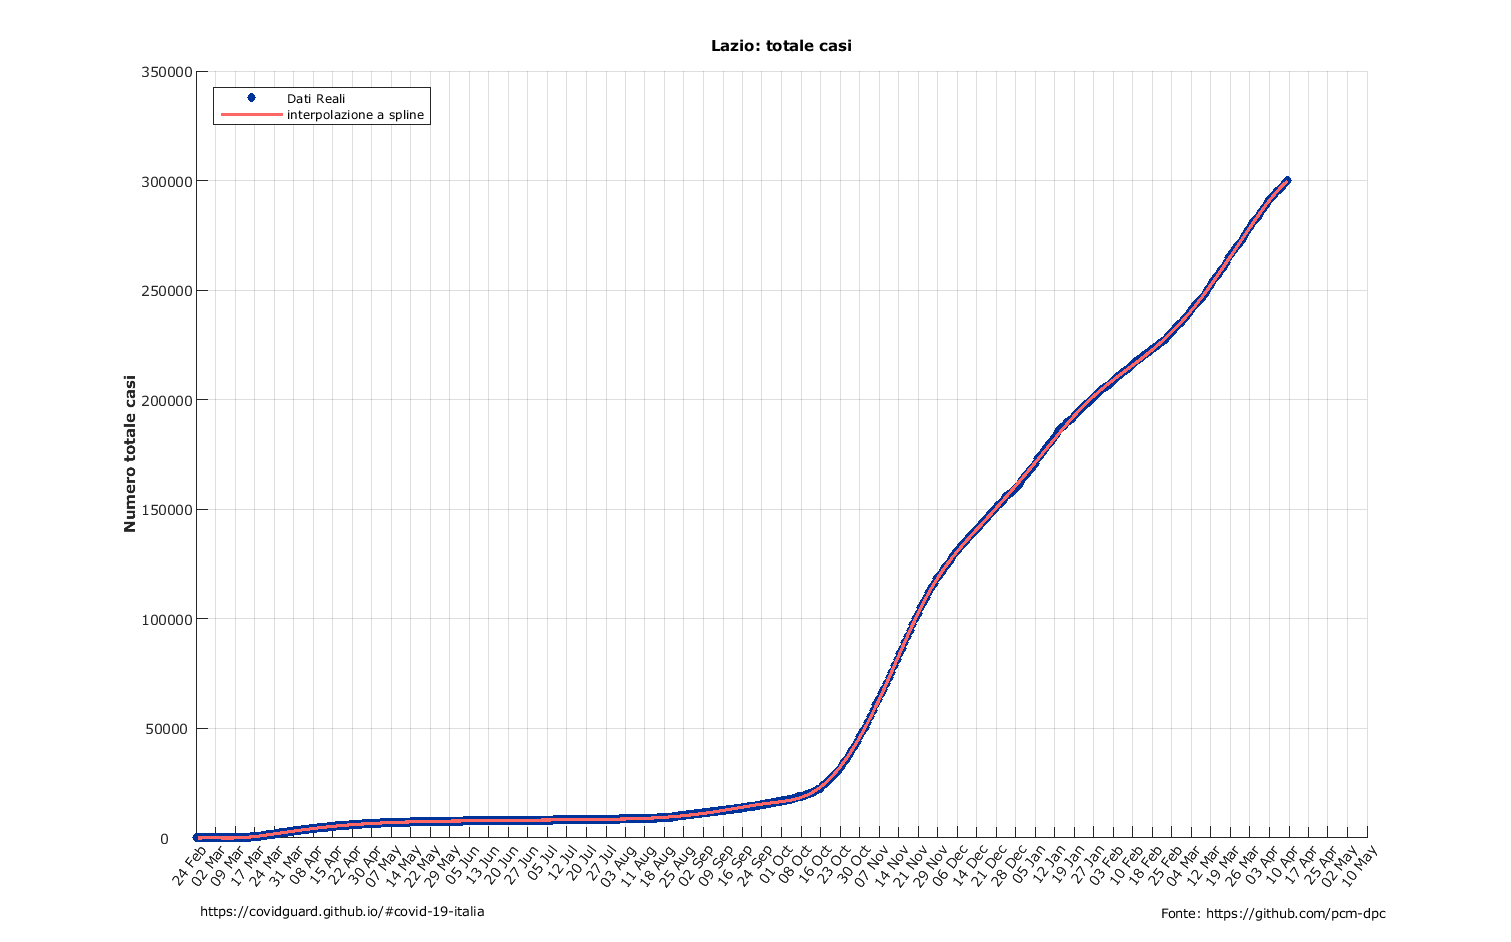 Lazio: totale casi
350000
300000
250000
200000
150000
100000
50000
0
Numero totale casi
Dati Reali
interpolazione a spline
24 Feb
02 Mar
09 Mar
17 Mar
24 Mar
31 Mar
08 Apr
15 Apr
22 Apr
30 Apr
07 May
14 May
22 May
29 May
05 Jun
13 Jun
20 Jun
27 Jun
05 Jul
12 Jul
20 Jul
27 Jul
03 Aug
11 Aug
18 Aug
25 Aug
02 Sep
09 Sep
16 Sep
24 Sep
01 Oct
08 Oct
16 Oct
23 Oct
30 Oct
07 Nov
14 Nov
21 Nov
29 Nov
06 Dec
14 Dec
21 Dec
28 Dec
05 Jan
12 Jan
19 Jan
27 Jan
03 Feb
10 Feb
18 Feb
25 Feb
04 Mar
12 Mar
19 Mar
26 Mar
03 Apr
10 Apr
17 Apr
25 Apr
02 May
10 May
https://covidguard.github.io/#covid-19-italia
Fonte: https://github.com/pcm-dpc